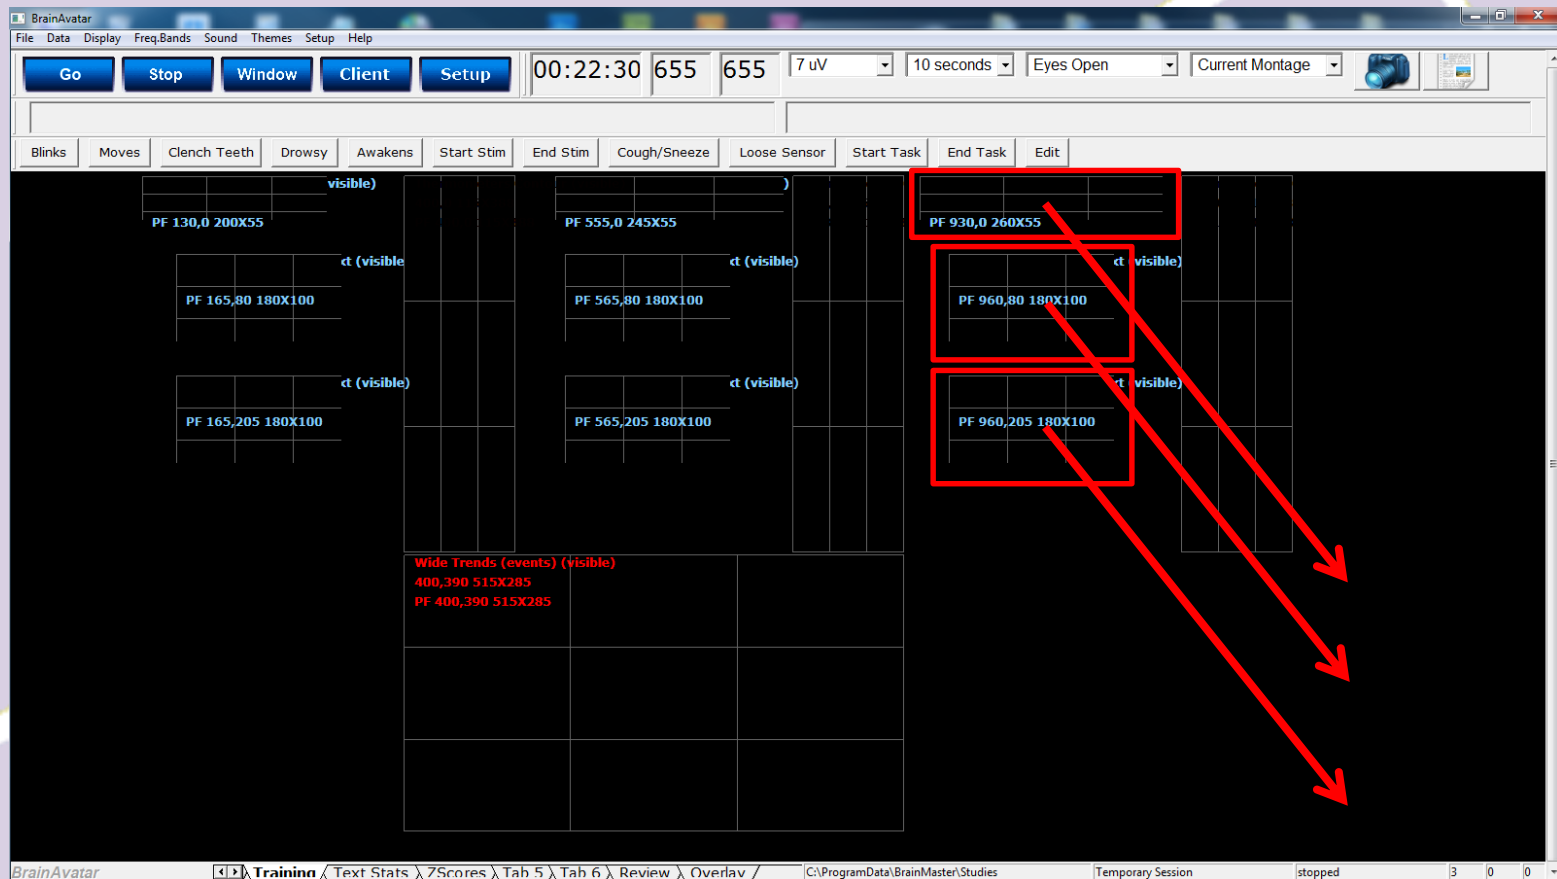 BrainAvatar
File Data Display Freq.Bands Sound Themes Setup Help
Go Stop Window Client Setup 00:22:30 655 655 7 uV 10 seconds Eyes Open Current Montage
Blinks Moves Clench Teeth Drowsy Awakens Start Stim End Stim Cough/Sneeze Loose Sensor Start Task End Task Edit
visible) )
PF 130,0 200X55 PF 555,0 245X55 PF 930,0 260X55
ct (visible ct (visible) ct (visible)
PF 165,80 180X100 PF 565,80 180X100 PF 960,80 180X100
ct (visible) ct (visible) ct (visible)
PF 165,205 180X100 PF 565,205 180X100 PF 960,205 180X100
Wide Trends (events) (visible)
400,390 515X285
PF 400,390 515X285
BrainAvatar Training Text Stats ZScores Tab 5 Tab 6 Review Overlay C:\ProgramData\BrainMaster\Studies Temporary Session stopped 3 0 0